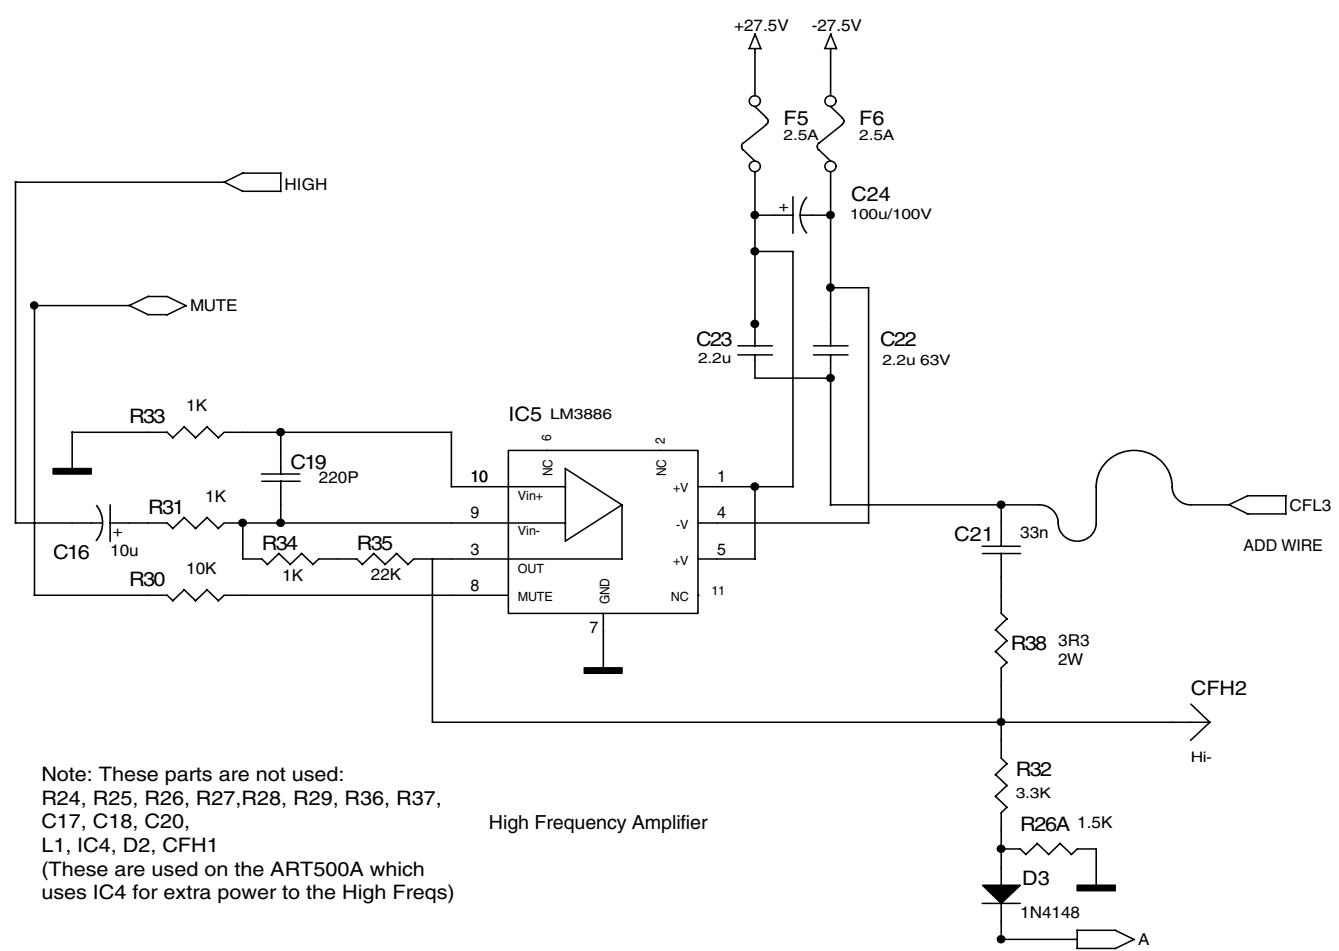 +27.5V -27.5V
F5 F6
2.5A 2.5A
C24
100u/100V
+
HIGH
MUTE
C23 C22
2.2u 2.2u 63V
R33 1K
IC5 LM3886
6 2
NC NC
C19
220P
10 Vin+ +V 1
R31 1K
9 Vin- -V 4
C16 + 10u
R34 R35
1K 22K
3 OUT +V 5
R30 10K
8 MUTE GND NC 11
7
C21 33n
CFL3
ADD WIRE
R38 3R3
2W
CFH2
Hi-
R32
3.3K
R26A 1.5K
D3
1N4148
A
Note: These parts are not used:
R24, R25, R26, R27,R28, R29, R36, R37,
C17, C18, C20,
L1, IC4, D2, CFH1
(These are used on the ART500A which
uses IC4 for extra power to the High Freqs)
High Frequency Amplifier